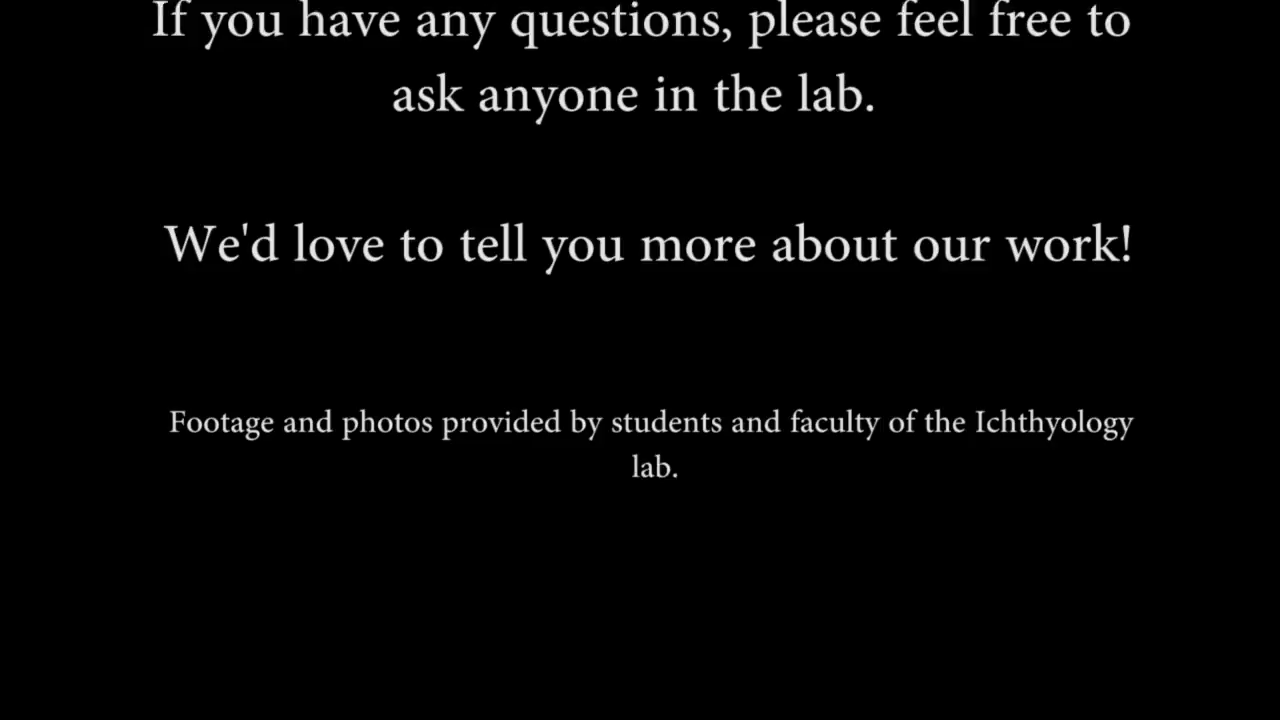 If you have any questions, please feel free to
ask anyone in the lab.
We'd love to tell you more about our work!
Footage and photos provided by students and faculty of the Ichthyology
lab.